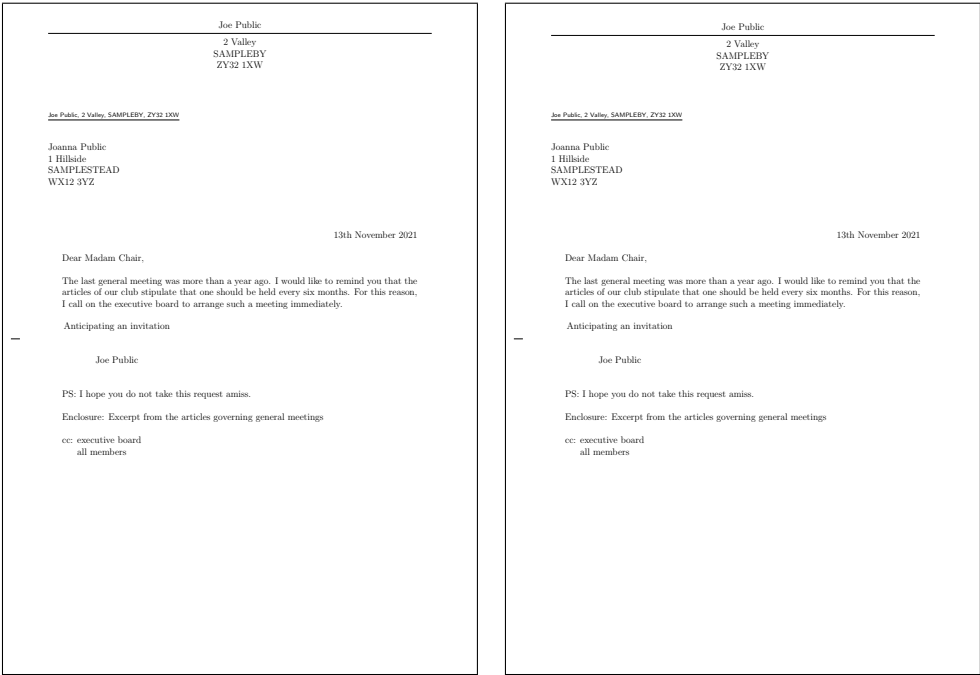 Joe Public
2 Valley
SAMPLEBY
ZY32 1XW
Joe Public, 2 Valley, SAMPLEBY, ZY32 1XW
Joanna Public
1 Hillside
SAMPLESTEAD
WX12 3YZ
13th November 2021
Dear Madam Chair,
The last general meeting was more than a year ago. I would like to remind you that the
articles of our club stipulate that one should be held every six months. For this reason,
I call on the executive board to arrange such a meeting immediately.
Anticipating an invitation
Joe Public
PS: I hope you do not take this request amiss.
Enclosure: Excerpt from the articles governing general meetings
cc: executive board
all members
Joe Public
2 Valley
SAMPLEBY
ZY32 1XW
Joe Public, 2 Valley, SAMPLEBY, ZY32 1XW
Joanna Public
1 Hillside
SAMPLESTEAD
WX12 3YZ
13th November 2021
Dear Madam Chair,
The last general meeting was more than a year ago. I would like to remind you that the
articles of our club stipulate that one should be held every six months. For this reason,
I call on the executive board to arrange such a meeting immediately.
Anticipating an invitation
Joe Public
PS: I hope you do not take this request amiss.
Enclosure: Excerpt from the articles governing general meetings
cc: executive board
all members